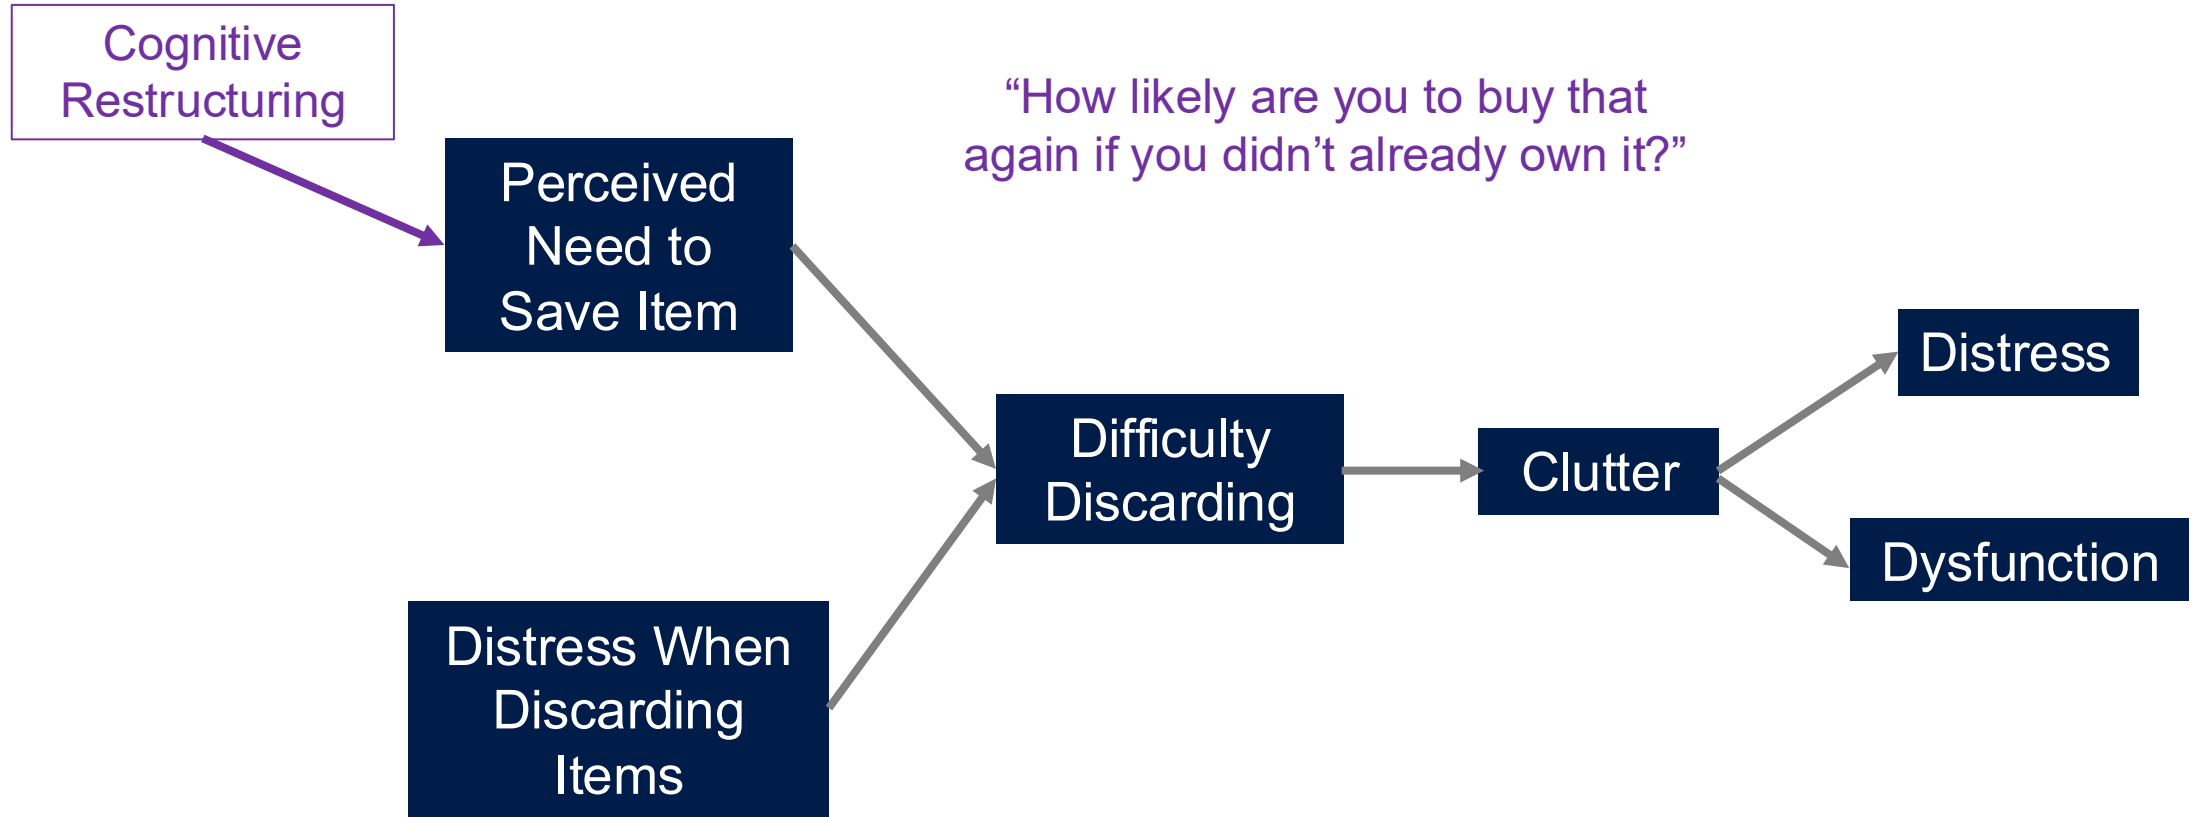 Cognitive
Restructuring
“How likely are you to buy that
again if you didn’t already own it?”
Perceived
Need to
Save Item
Distress When
Discarding
Items
Difficulty
Discarding
Clutter
Distress
Dysfunction